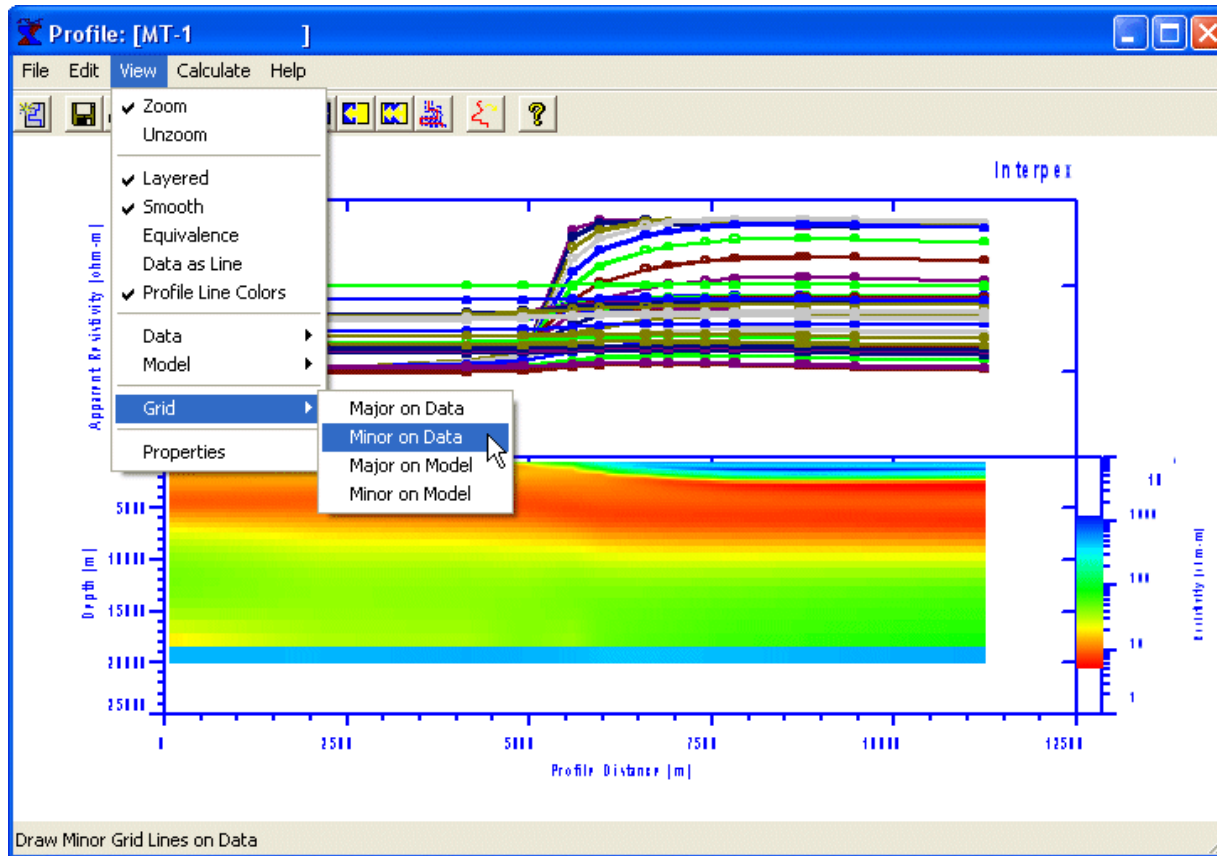 Profile: [MT-1 ]
File Edit View Calculate Help
Zoom
Unzoom
Layered
Smooth
Equivalence
Data as Line
Profile Line Colors
Data
Model
Grid
Properties
Major on Data
Minor on Data
Major on Model
Minor on Model
Interpex
Apparent Resistivity [ohm-m]
Depth [m]
5000
10000
15000
20000
25000
0
2500
5000
7500
10000
12500
Profile Distance [m]
1000
100
10
1
Draw Minor Grid Lines on Data